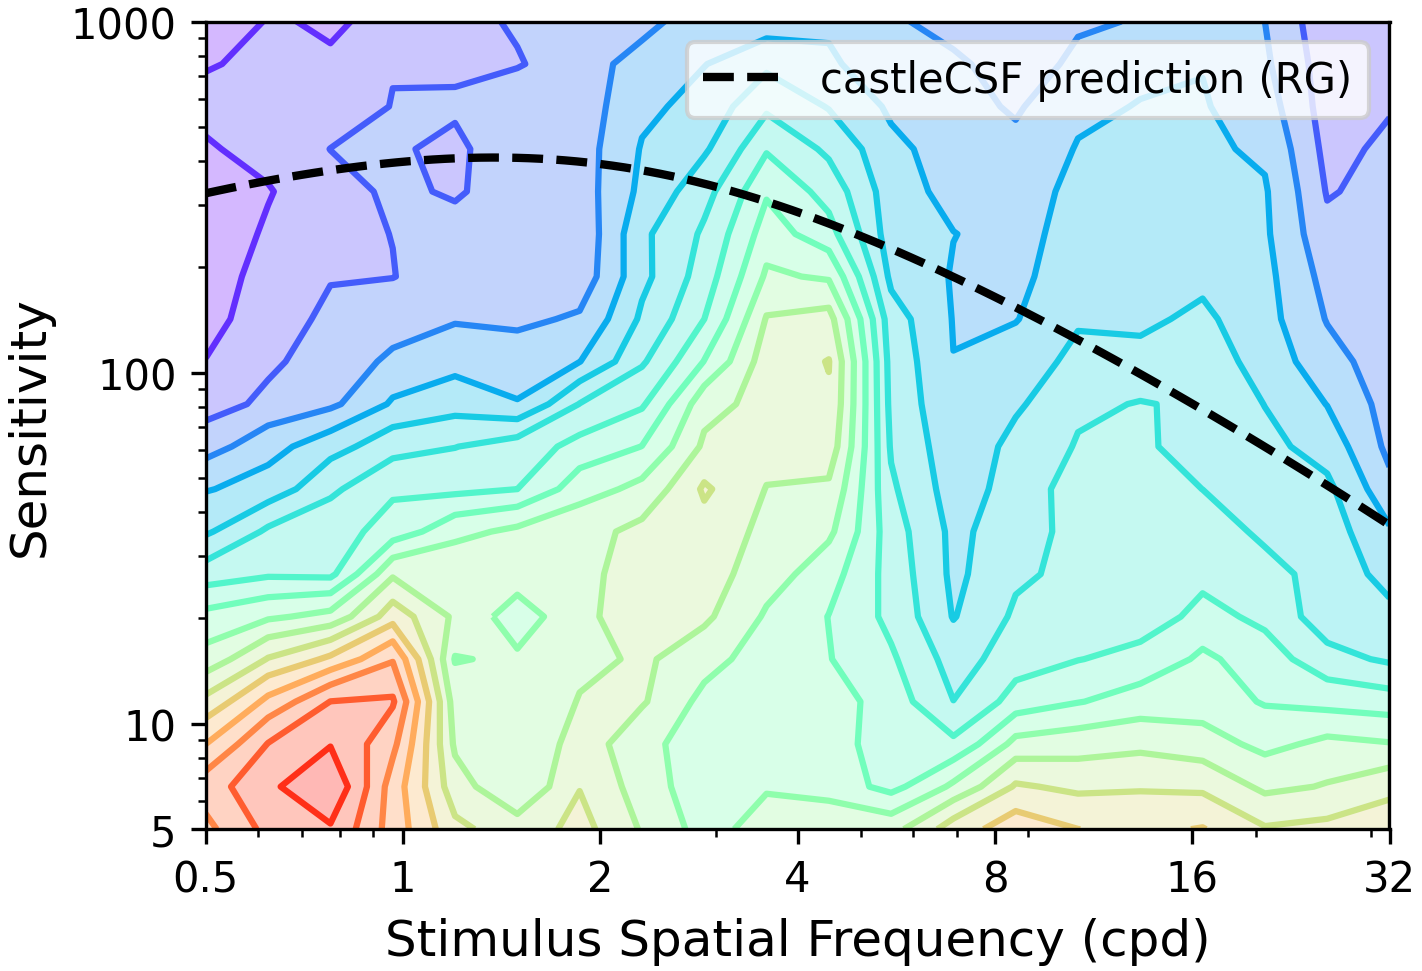 1000
100
10
5
Sensitivity
castleCSF prediction (RG)
0.5 1 2 4 8 16 32
Stimulus Spatial Frequency (cpd)